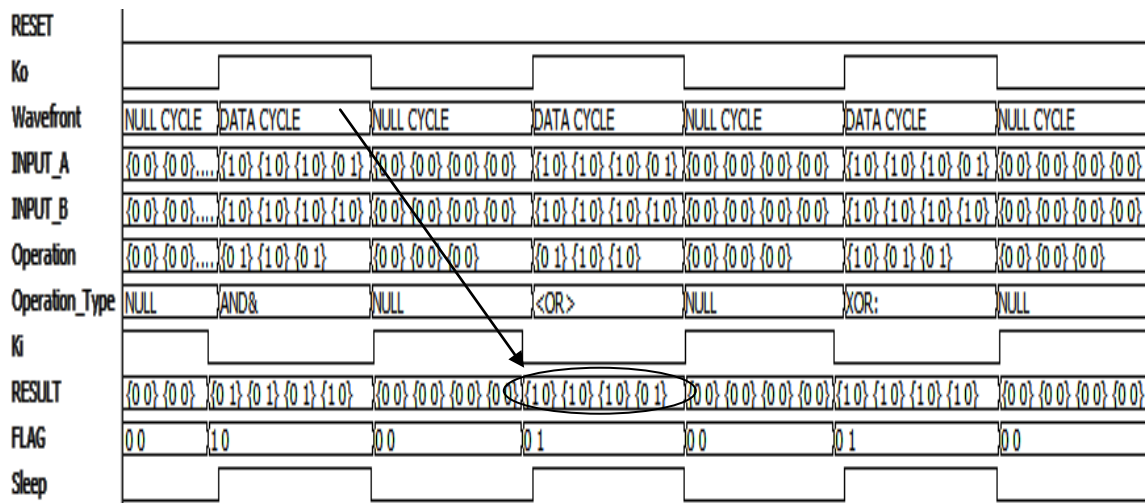 RESET
Ko
Wavefront NULL CYCLE DATA CYCLE NULL CYCLE DATA CYCLE NULL CYCLE DATA CYCLE NULL CYCLE
INPUT_A {0 0} {0 0}.... {1 0} {1 0} {1 0} {0 1} {0 0} {0 0} {0 0} {0 0} {1 0} {1 0} {1 0} {0 1} {0 0} {0 0} {0 0} {0 0} {1 0} {1 0} {1 0} {0 1} {0 0} {0 0} {0 0} {0 0}
INPUT_B {0 0} {0 0}.... {1 0} {1 0} {1 0} {1 0} {0 0} {0 0} {0 0} {0 0} {1 0} {1 0} {1 0} {1 0} {0 0} {0 0} {0 0} {0 0} {1 0} {1 0} {1 0} {1 0} {0 0} {0 0} {0 0} {0 0}
Operation {0 0} {0 0}.... {0 1} {1 0} {0 1} {0 0} {0 0} {0 0} {0 1} {1 0} {1 0} {0 0} {0 0} {0 0} {1 0} {0 1} {0 1} {0 0} {0 0} {0 0}
Operation_Type NULL AND& NULL <OR> NULL XOR: NULL
Ki
RESULT {0 0} {0 0} {0 1} {0 1} {0 1} {1 0} {0 0} {0 0} {0 0} {0 0} {1 0} {1 0} {1 0} {0 1} {0 0} {0 0} {0 0} {0 0} {1 0} {1 0} {1 0} {1 0} {0 0} {0 0} {0 0} {0 0}
FLAG 0 0 1 0 0 0 0 1 0 0 0 1 0 0
Sleep